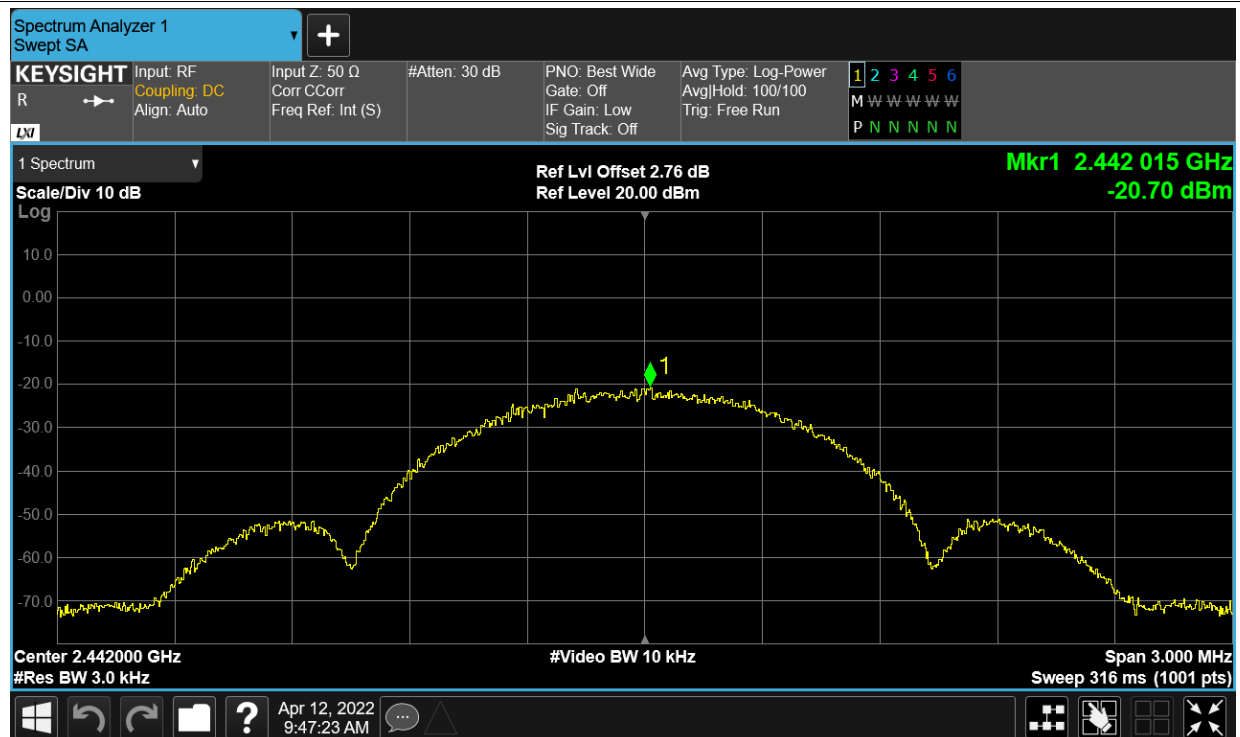 Spectrum Analyzer 1
Swept SA
+
KEYSIGHT
R
LXI
Input: RF
Coupling: DC
Align: Auto
Input Z: 50 Ω
Corr CCorr
Freq Ref: Int (S)
#Atten: 30 dB
PNO: Best Wide
Gate: Off
IF Gain: Low
Sig Track: Off
Avg Type: Log-Power
Avg|Hold: 100/100
Trig: Free Run
1 2 3 4 5 6
M W W W W W
P N N N N N
1 Spectrum
Scale/Div 10 dB
Ref Lvl Offset 2.76 dB
Ref Level 20.00 dBm
Mkr1 2.442 015 GHz
-20.70 dBm
Log
10.0
0.00
-10.0
-20.0
-30.0
-40.0
-50.0
-60.0
-70.0
1
Center 2.442000 GHz
#Res BW 3.0 kHz
#Video BW 10 kHz
Span 3.000 MHz
Sweep 316 ms (1001 pts)
?
Apr 12, 2022
9:47:23 AM